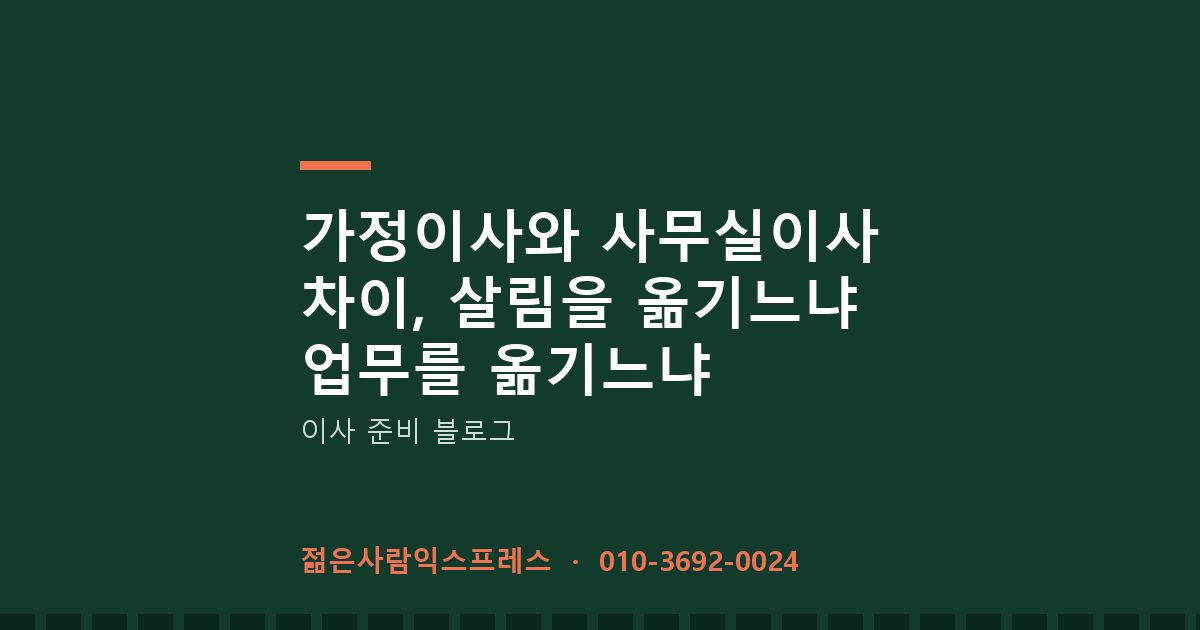 가정이사와 사무실이사
차이, 살림을 옮기느냐
업무를 옮기느냐
이사 준비 블로그
젊은사람익스프레스 · 010-3692-0024